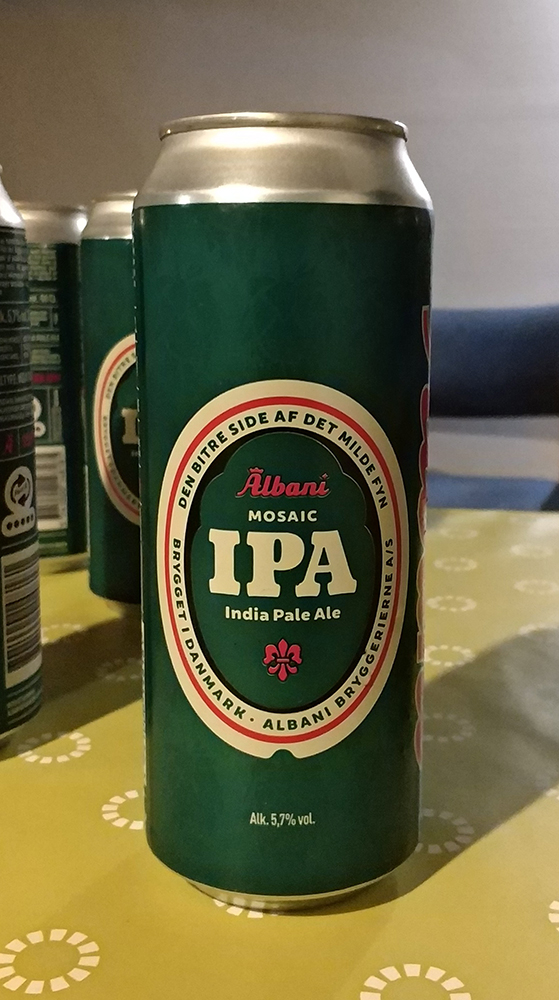 DEN BITRE SIDE AF DET MILDE FYN
Albani
MOSAIC
IPA
India Pale Ale
BRYGGET I DANMARK · ALBANI BRYGGERIERNE A/S
Alk. 5,7% vol.